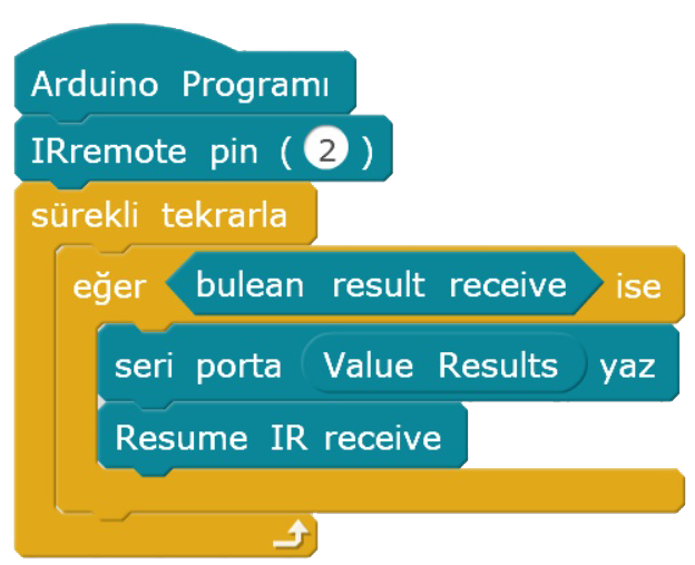 Arduino Programı
IRremote pin ( 2 )
sürekli tekrarla
eğer bulean result receive ise
seri porta Value Results yaz
Resume IR receive